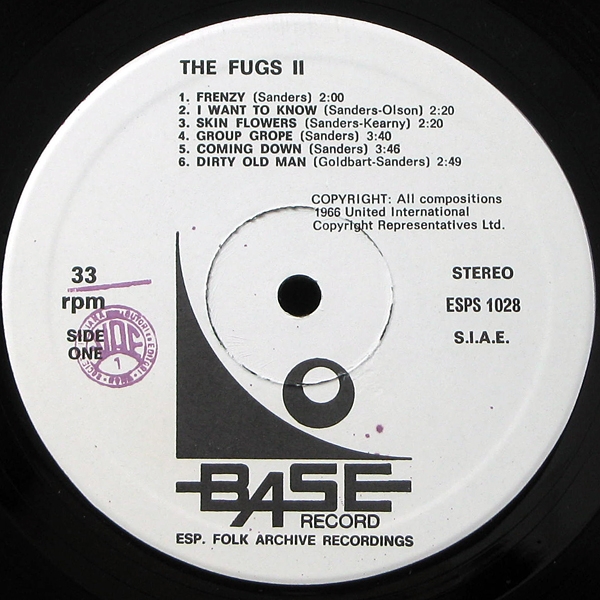 THE FUGS II
1. FRENZY (Sanders) 2:00
2. I WANT TO KNOW (Sanders-Olson) 2:20
3. SKIN FLOWERS (Sanders-Kearny) 2:20
4. GROUP GROPE (Sanders) 3:40
5. COMING DOWN (Sanders) 3:46
6. DIRTY OLD MAN (Goldbart-Sanders) 2:49
COPYRIGHT: All compositions
1966 United International
Copyright Representatives Ltd.
33
rpm
SIDE
ONE
STEREO
ESPS 1028
S.I.A.E.
BASE
RECORD
ESP. FOLK ARCHIVE RECORDINGS